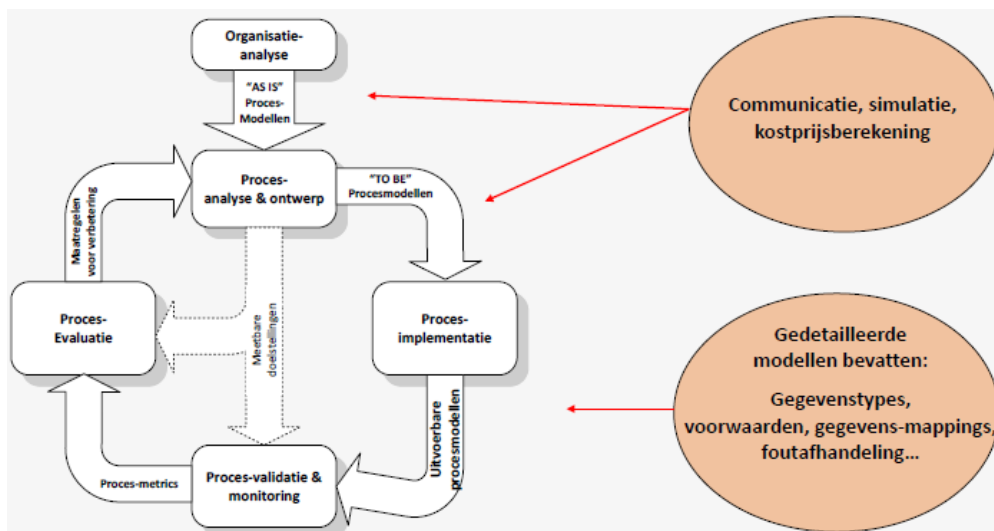 Organisatie-
analyse
“AS IS”
Proces-
Modellen
Communicatie, simulatie,
kostprijsberekening
Proces-
analyse & ontwerp
“TO BE”
Procesmodellen
Maatregelen
voor verbetering
Proces-
Evaluatie
Meetbare
doelstellingen
Proces-
implementatie
Gedetailleerde
modellen bevatten:
Gegevenstypes,
voorwaarden, gegevens-mappings,
foutafhandeling...
Uitvoerbare
procesmodellen
Proces-metrics
Proces-validatie &
monitoring